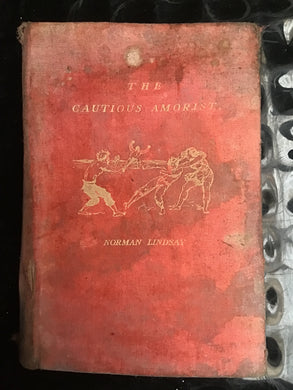 THE
CAUTIOUS AMORIST
NORMAN LINDSAY